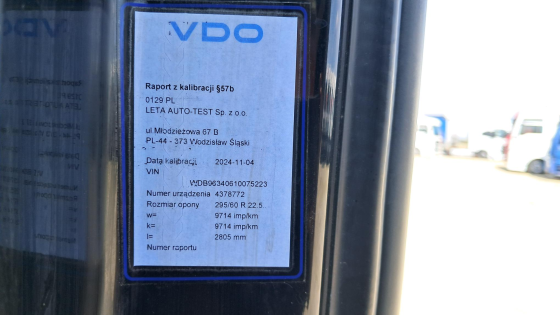 VDO
Raport z kalibracji §57b
0129 PL
LETA AUTO-TEST Sp. z o.o.
ul.Młodzieżowa 67 B
PL-44 - 373 Wodzisław Śląski
Data kalibracji 2024-11-04
VIN
WDB96340610075223
Numer urządzenia 4378772
Rozmiar opony 295/60 R 22.5
w= 9714 imp/km
k= 9714 imp/km
l= 2805 mm
Numer raportu